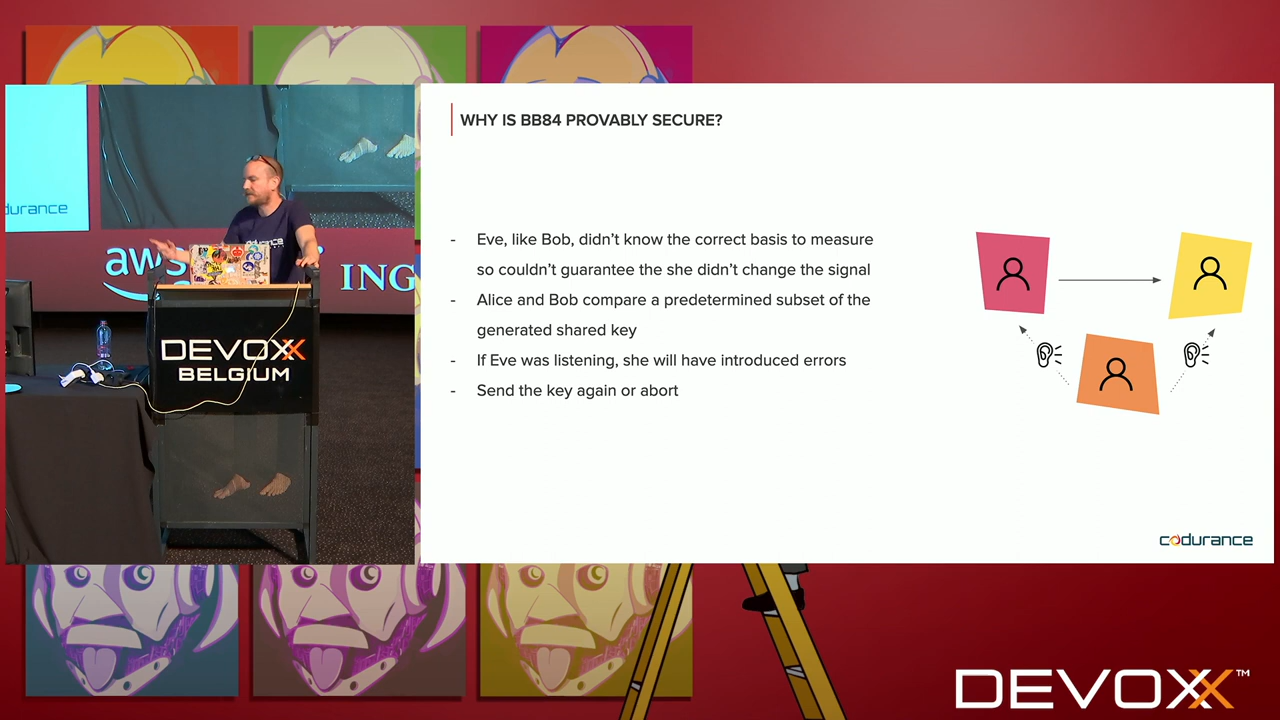 WHY IS BB84 PROVABLY SECURE?
- Eve, like Bob, didn't know the correct basis to measure
so couldn't guarantee the she didn't change the signal
- Alice and Bob compare a predetermined subset of the
generated shared key
- If Eve was listening, she will have introduced errors
- Send the key again or abort
codurance
durance
aws
ING
codurance
DEVOXX
BELGIUM
DEVOXX™